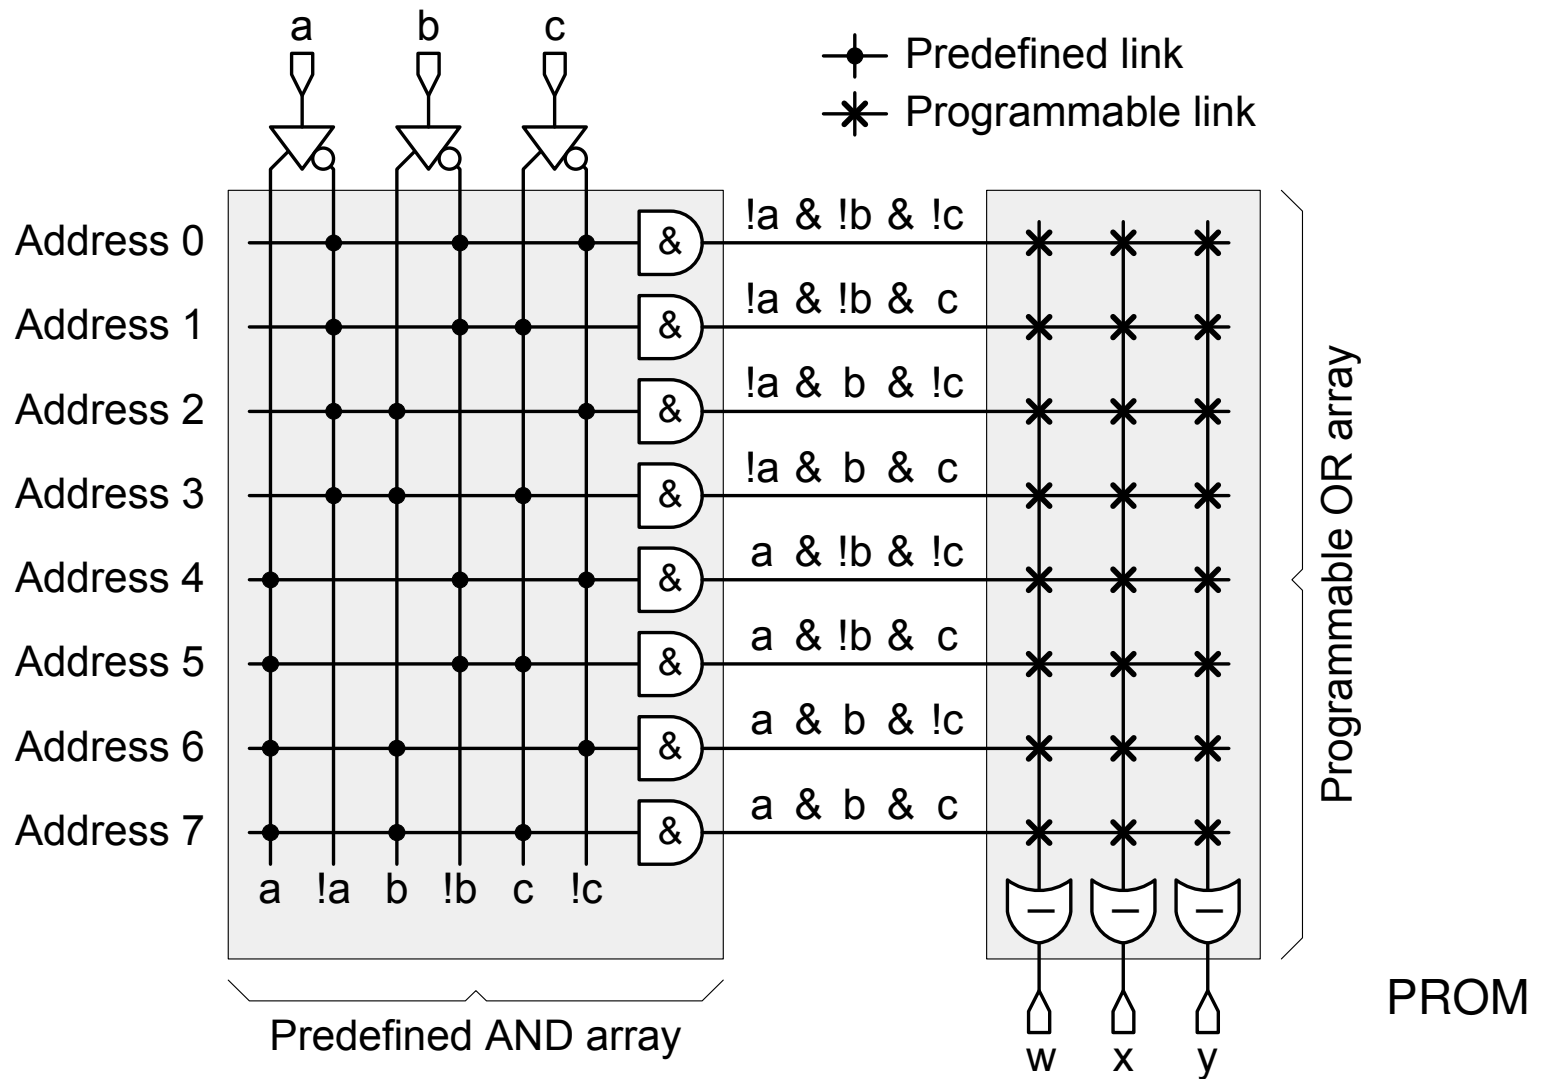 a b c
Predefined link
Programmable link
Address 0 & !a & !b & !c
Address 1 & !a & !b & c
Address 2 & !a & b & !c
Address 3 & !a & b & c
Address 4 & a & !b & !c
Address 5 & a & !b & c
Address 6 & a & b & !c
Address 7 & a & b & c
a !a b !b c !c
| | |
Predefined AND array
w x y
Programmable OR array
PROM